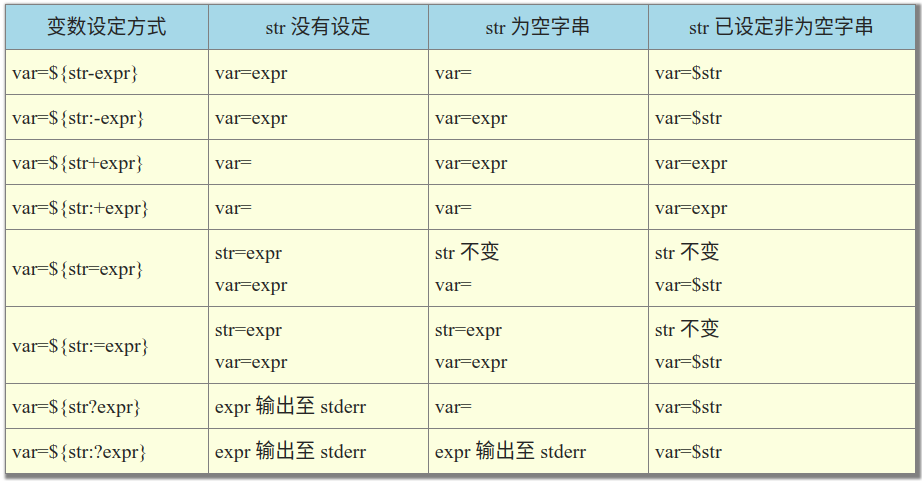 变数设定方式 str 没有设定 str 为空字串 str 已设定非为空字串
var=${str-expr} var=expr var= var=$str
var=${str:-expr} var=expr var=expr var=$str
var=${str+expr} var= var=expr var=expr
var=${str:+expr} var= var= var=expr
var=${str=expr} str=expr str 不变 str 不变
var=expr var= var=$str
var=${str:=expr} str=expr str=expr str 不变
var=expr var=expr var=$str
var=${str?expr} expr 输出至 stderr var= var=$str
var=${str:?expr} expr 输出至 stderr expr 输出至 stderr var=$str